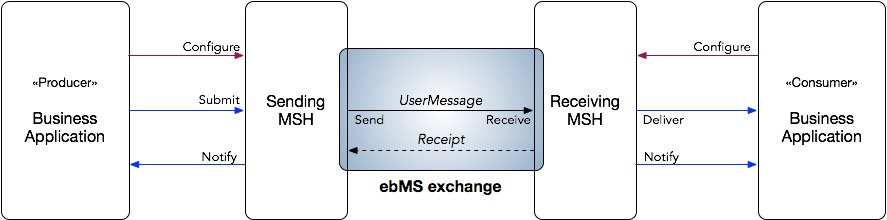 «Producer»
Business
Application
Configure
Submit
Notify
Sending
MSH
UserMessage
Send
Receive
Receipt
ebMS exchange
Receiving
MSH
Configure
Deliver
Notify
«Consumer»
Business
Application